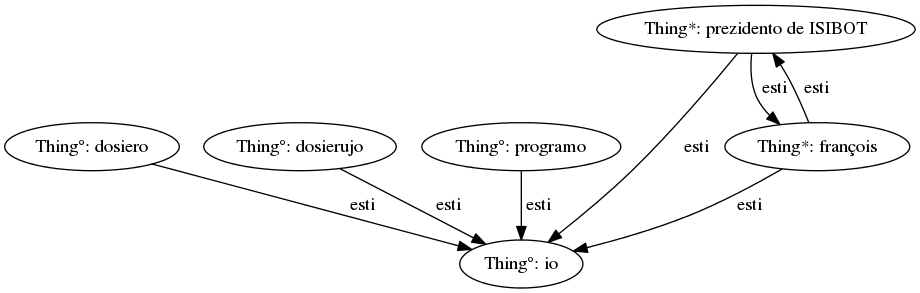 Thing*: prezidento de ISIBOT
esti
esti
Thing°: dosiero
Thing°: dosierujo
Thing°: programo
esti
Thing*: françois
esti
esti
esti
esti
Thing°: io